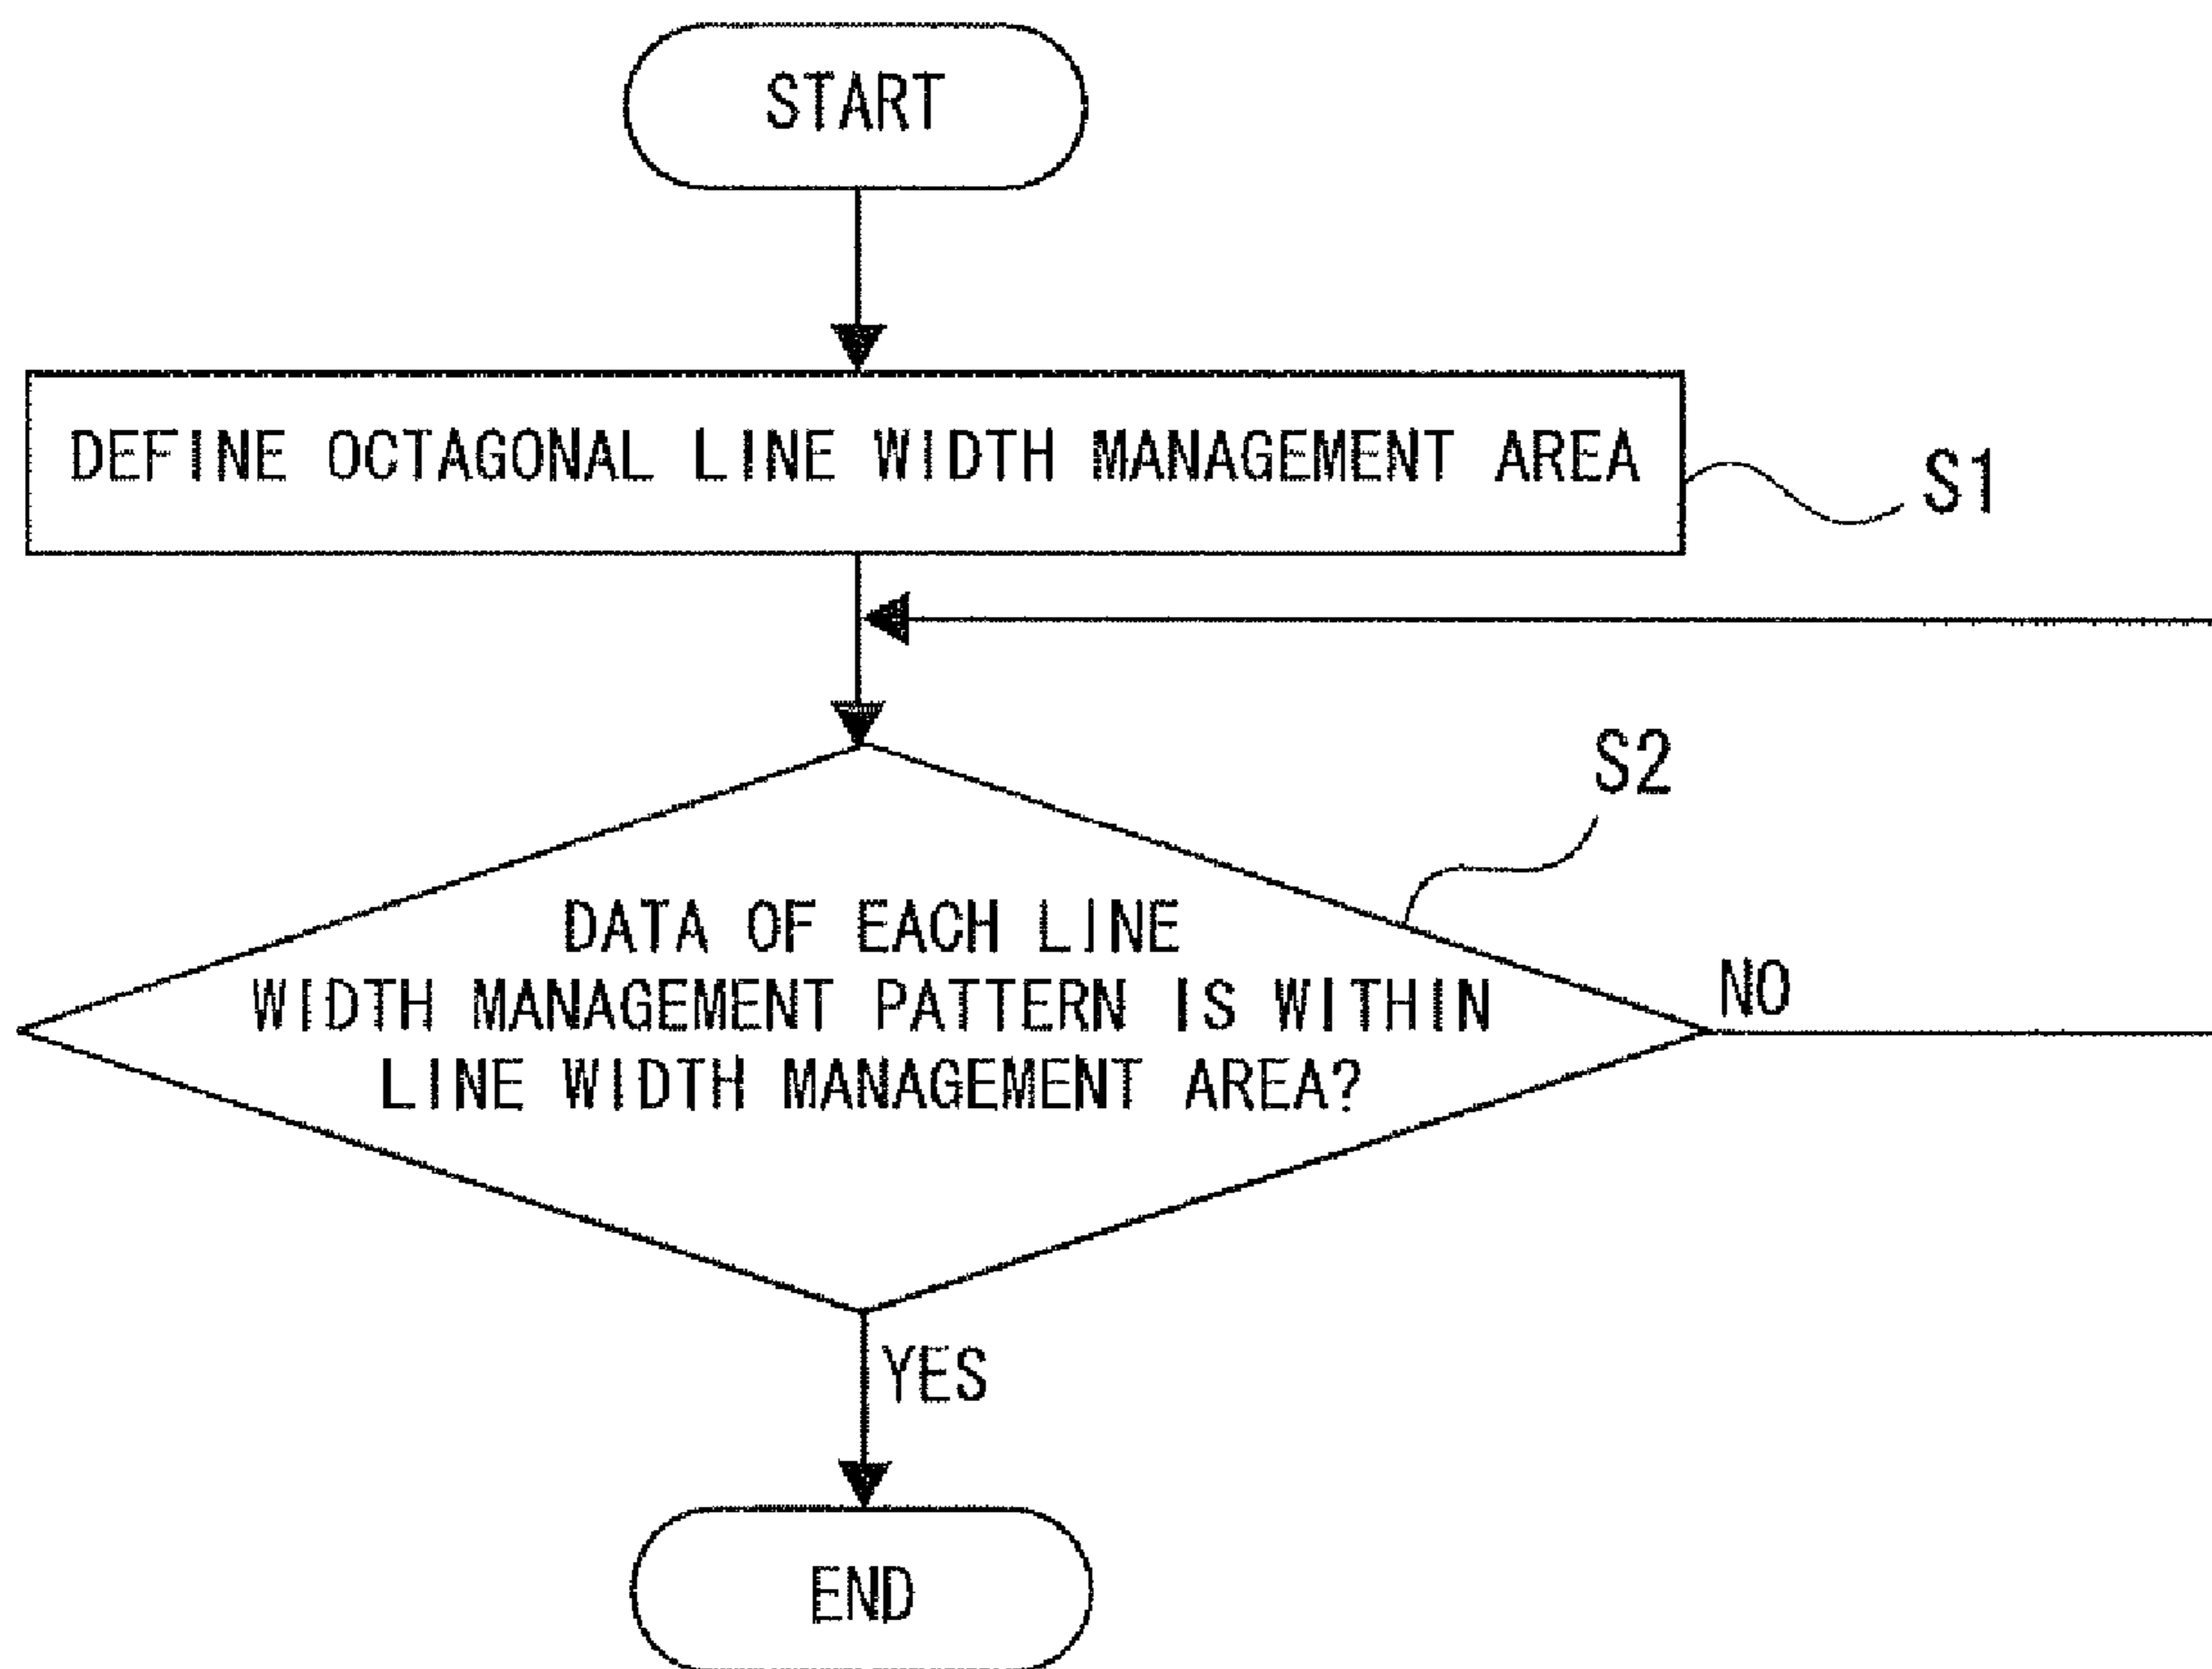 START
DEFINE OCTAGONAL LINE WIDTH MANAGEMENT AREA
S1
S2
DATA OF EACH LINE
WIDTH MANAGEMENT PATTERN IS WITHIN
LINE WIDTH MANAGEMENT AREA?
NO
YES
END